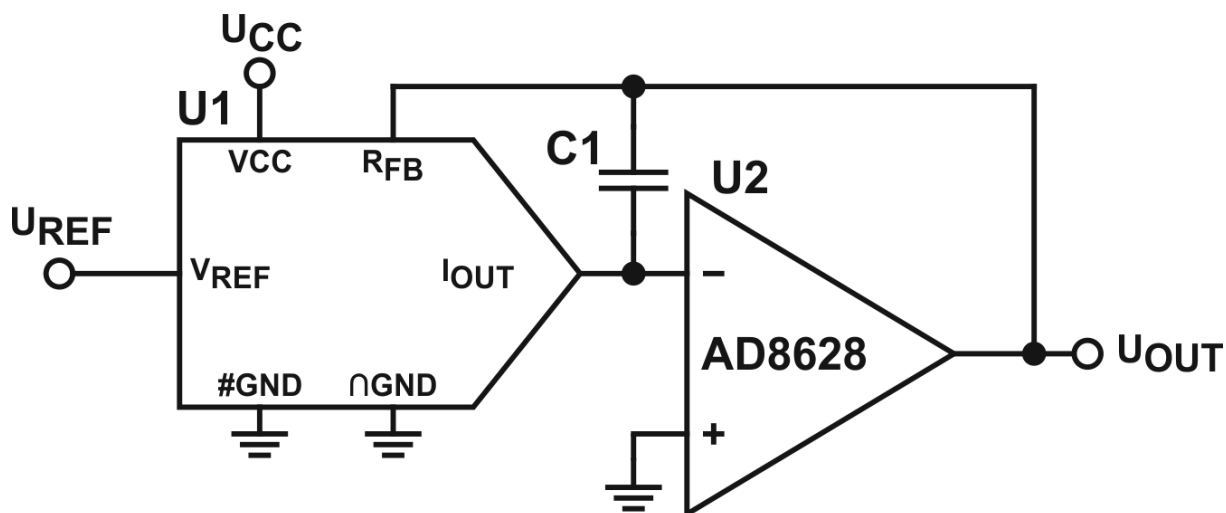 UCC
U1
VCC
RFB
C1
U2
UREF
VREF
IOUT
AD8628
UOUT
#GND
∩GND